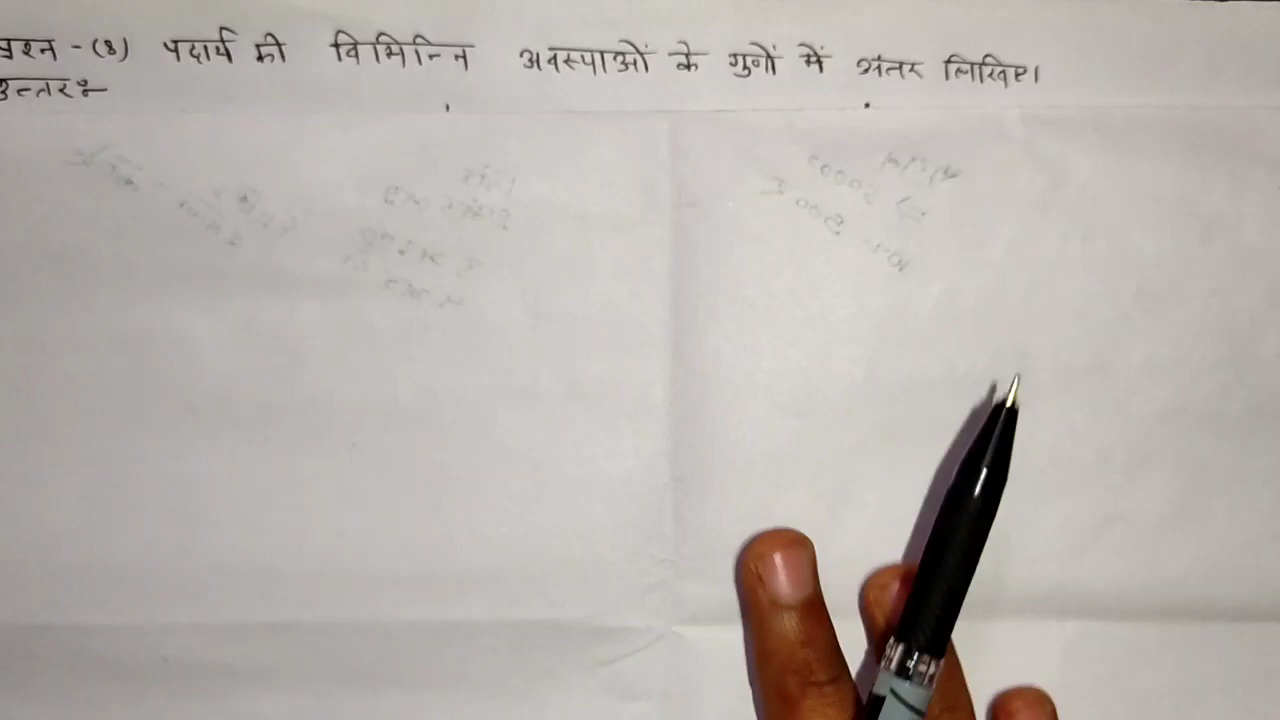 प्रश्न - (8) पदार्थ की विभिन्नि अवस्थाओं के गुणों में अंतर लिखिए।
उत्तरः-